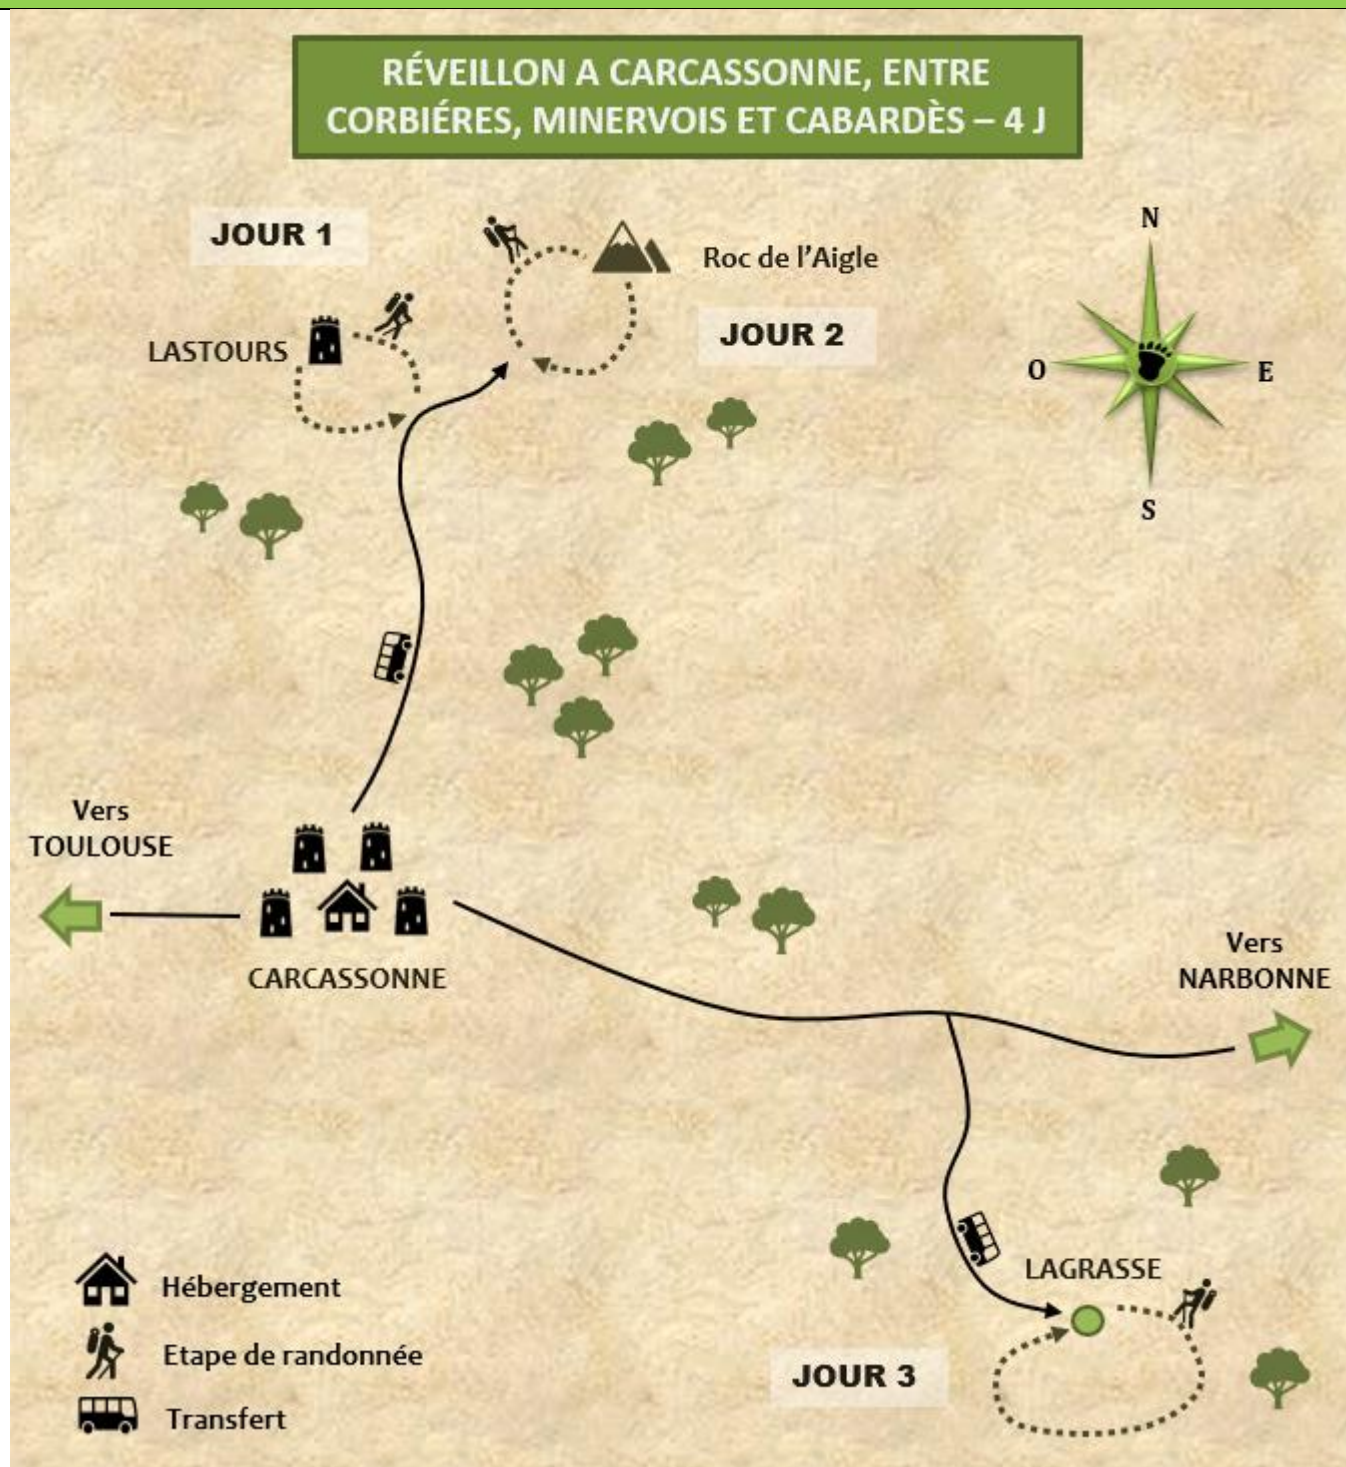 RÉVEILLON A CARCASSONNE, ENTRE
CORBIÉRES, MINERVOIS ET CABARDÈS – 4 J
JOUR 1
Roc de l'Aigle
JOUR 2
LASTOURS
N
O
E
S
Vers
TOULOUSE
CARCASSONNE
Vers
NARBONNE
LAGRASSE
JOUR 3
Hébergement
Etape de randonnée
Transfert